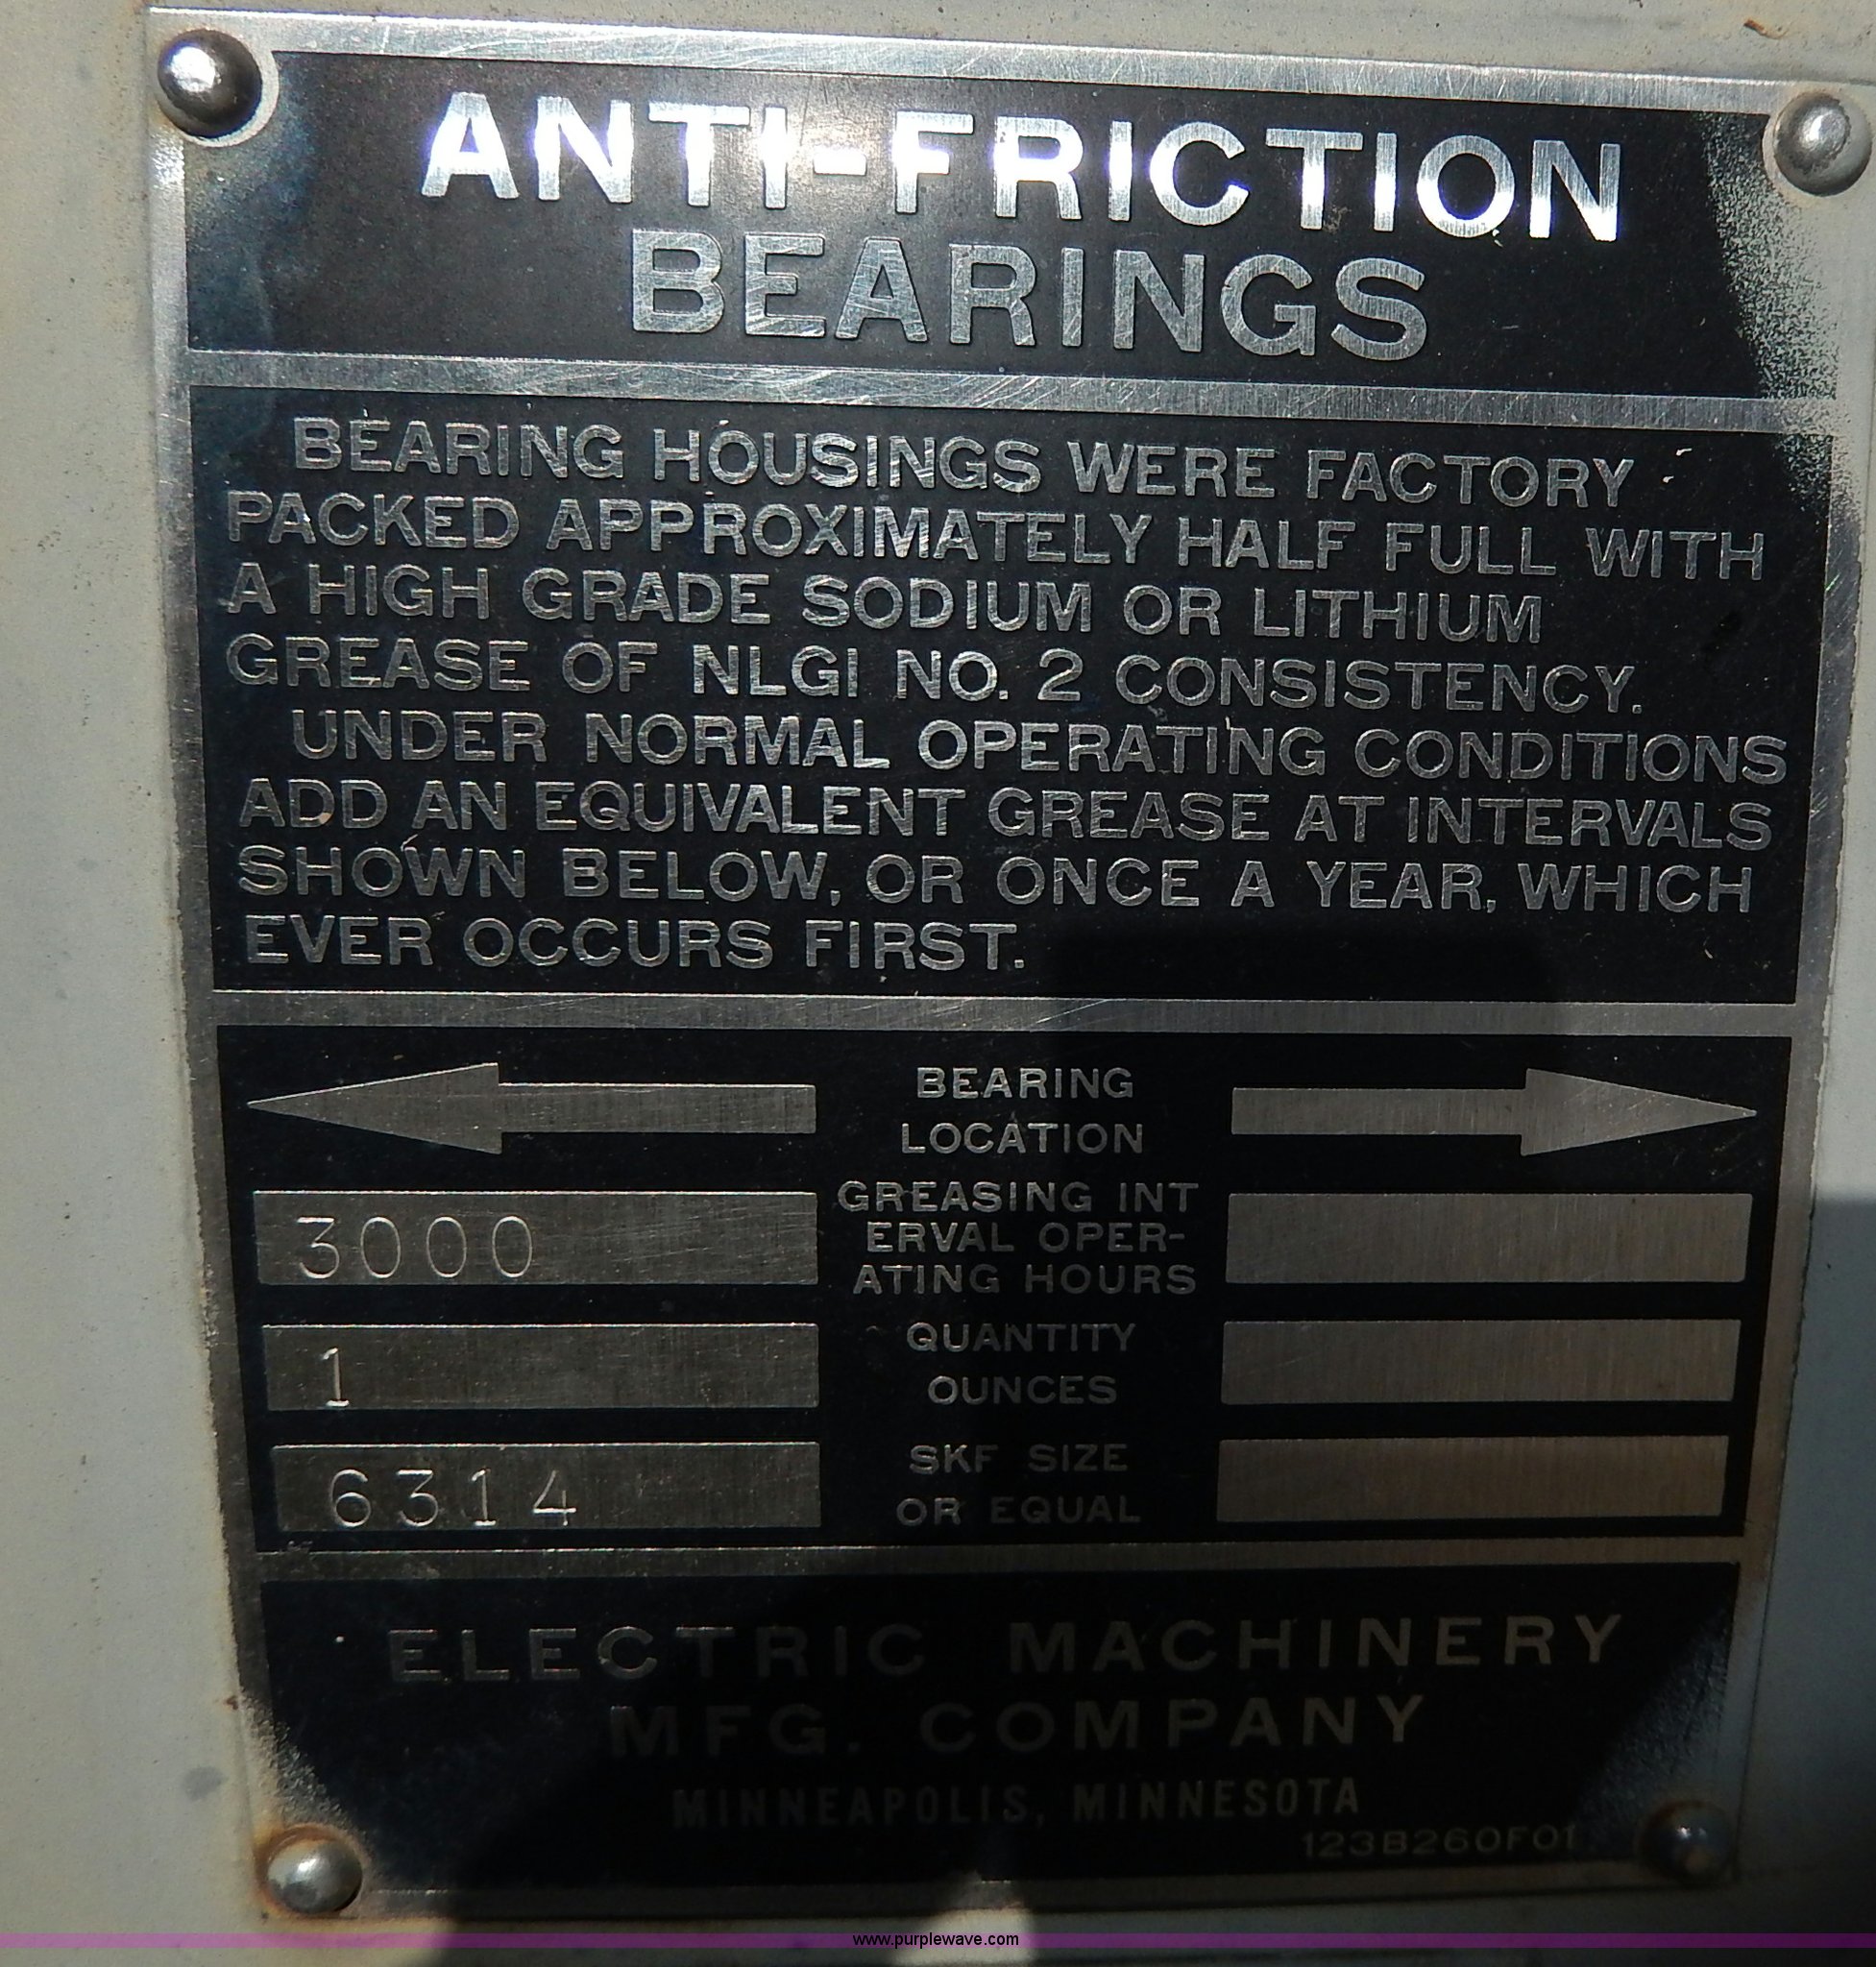 ANTI-FRICTION
BEARINGS
BEARING HOUSINGS WERE FACTORY
PACKED APPROXIMATELY HALF FULL WITH
A HIGH GRADE SODIUM OR LITHIUM
GREASE OF NLGI NO. 2 CONSISTENCY.
UNDER NORMAL OPERATING CONDITIONS
ADD AN EQUIVALENT GREASE AT INTERVALS
SHOWN BELOW, OR ONCE A YEAR, WHICH
EVER OCCURS FIRST.
BEARING
LOCATION
3000
GREASING INT
ERVAL OPER-
ATING HOURS
1
QUANTITY
OUNCES
6314
SKF SIZE
OR EQUAL
ELECTRIC MACHINERY
MFG. COMPANY
MINNEAPOLIS, MINNESOTA
123B260F01
www.purplewave.com